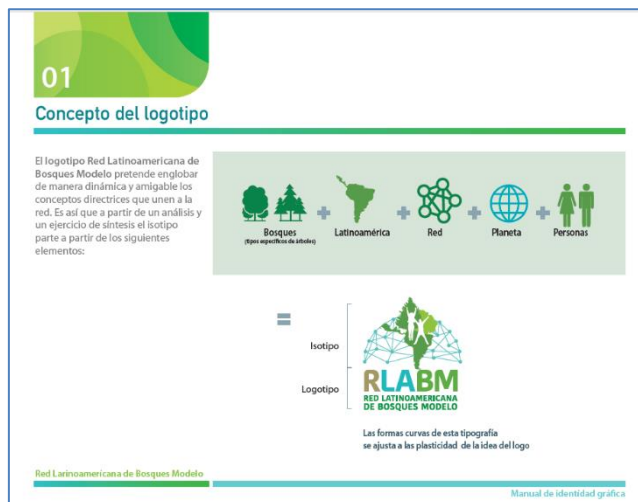 01
Concepto del logotipo
El logotipo Red Latinoamericana de
Bosques Modelo pretende englobar
de manera dinámica y amigable los
conceptos directrices que unen a la
red. Es así que a partir de un análisis y
un ejercicio de síntesis el isotipo
parte a partir de los siguientes
elementos:
Bosques
(tipos específicos de árboles)
+
Latinoamérica
+
Red
+
Planeta
+
Personas
=
Isotipo
Logotipo
RLABM
RED LATINOAMERICANA
DE BOSQUES MODELO
Las formas curvas de esta tipografía
se ajusta a las plasticidad de la idea del logo
Red Larinoamericana de Bosques Modelo
Manual de identidad gráfica